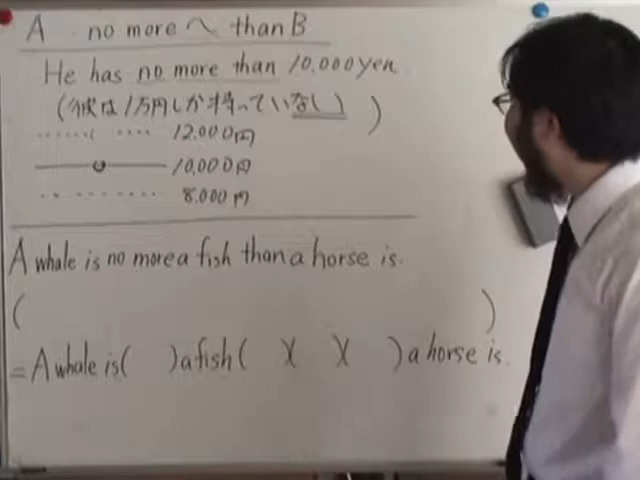 A no more ～ than B
He has no more than 10,000 yen
(彼は1万円しか持っていない)
12,000円
10,000円
8,000円
A whale is no more a fish than a horse is.
( )
= A whale is ( ) a fish ( )( )( ) a horse is.